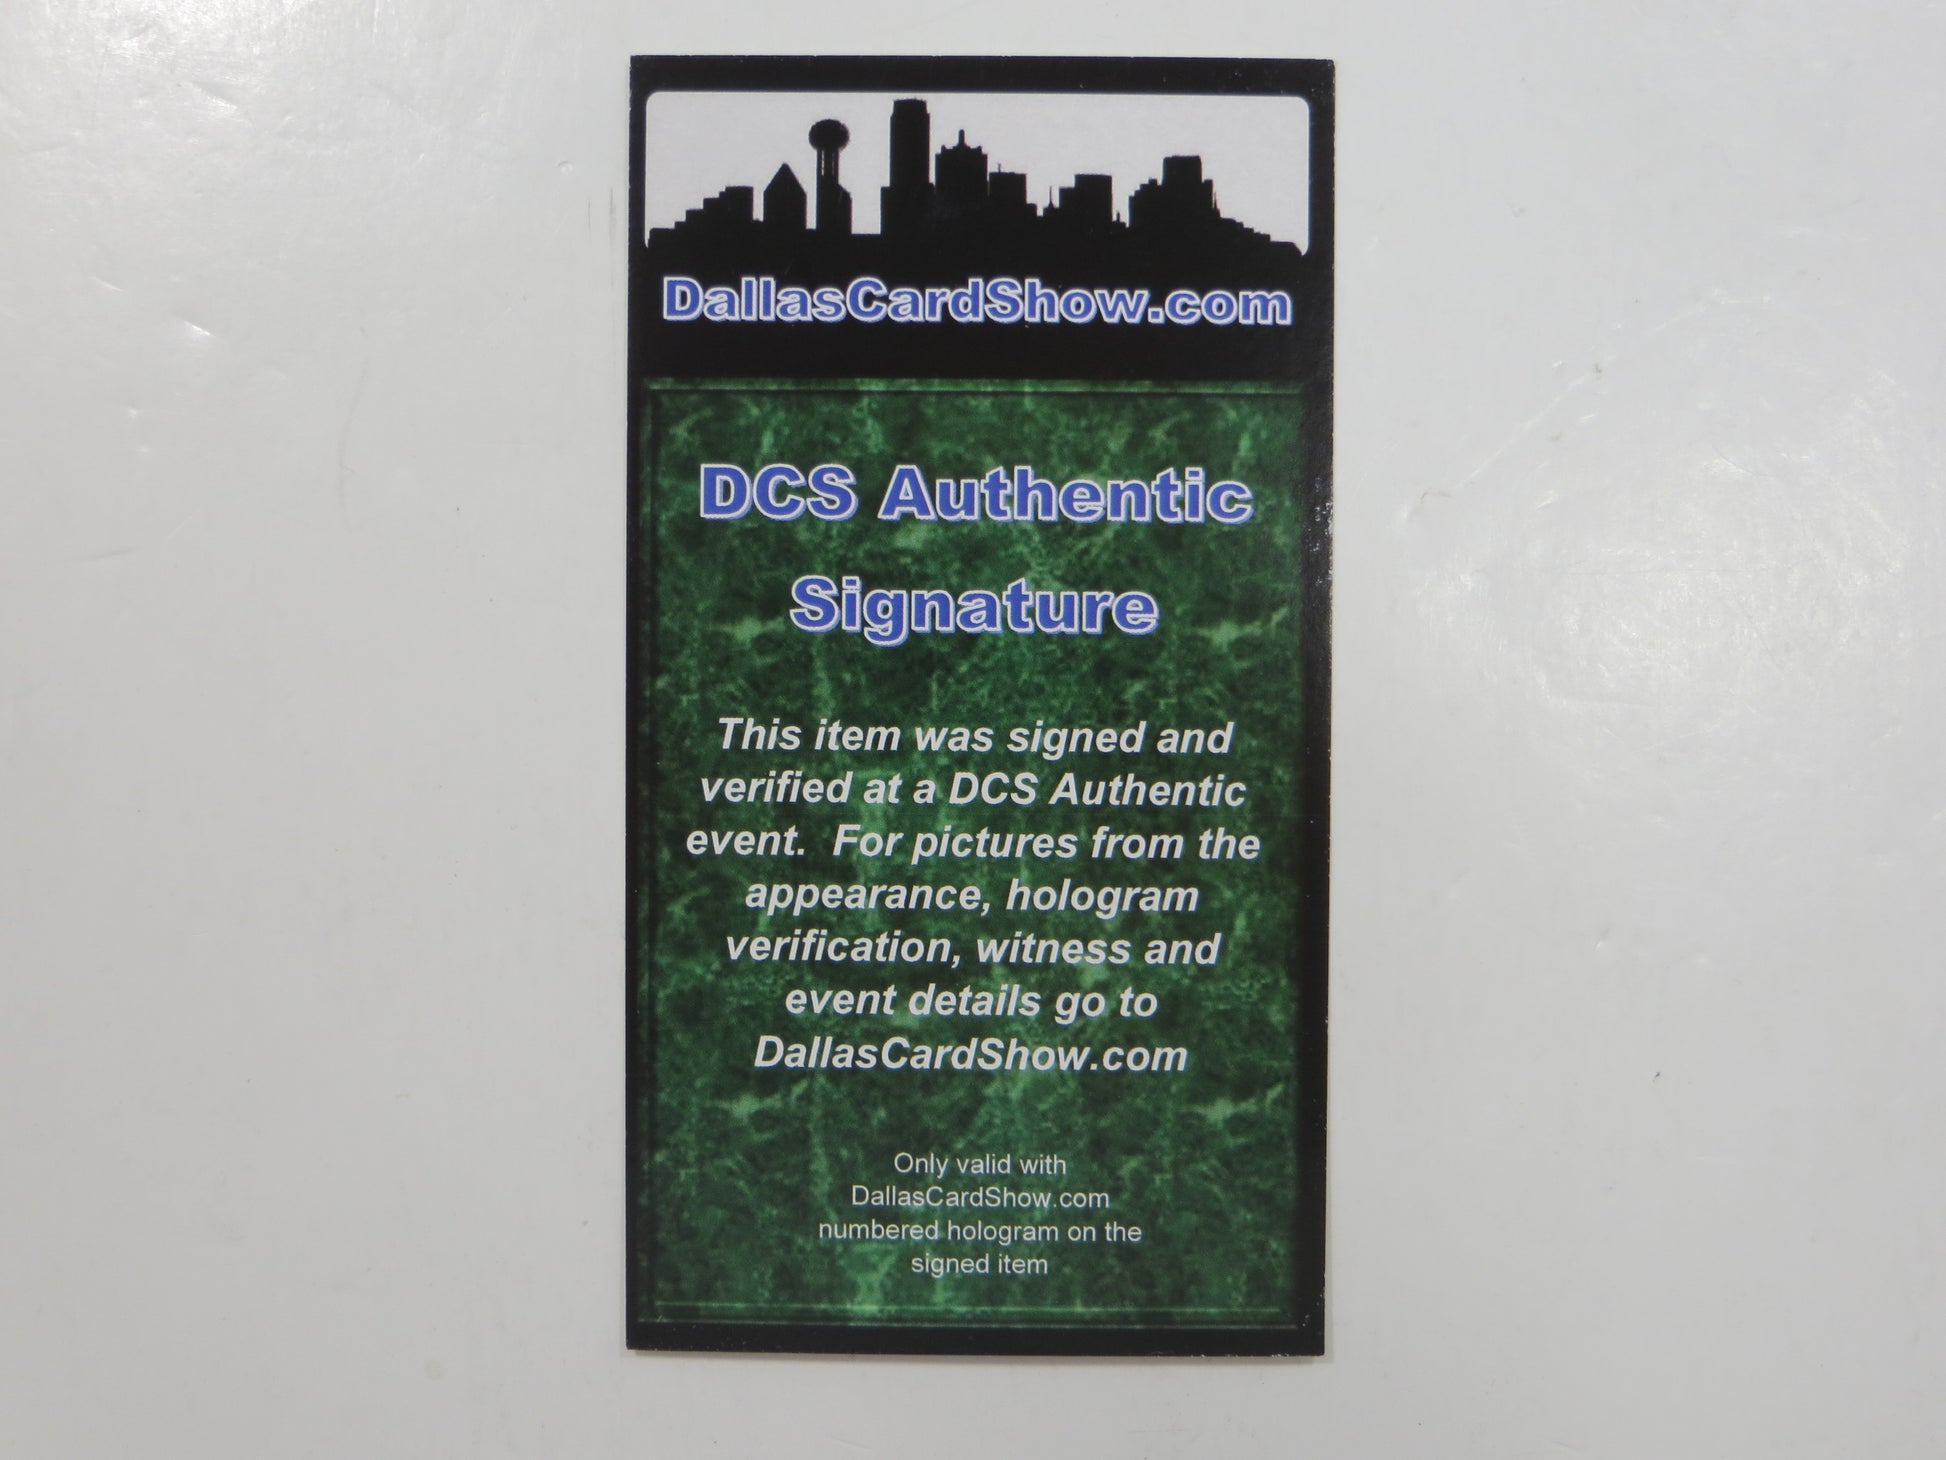 DallasCardShow.com
DCS Authentic
Signature
This item was signed and
verified at a DCS Authentic
event.  For pictures from the
appearance, hologram
verification, witness and
event details go to
DallasCardShow.com
Only valid with
DallasCardShow.com
numbered hologram on the
signed item